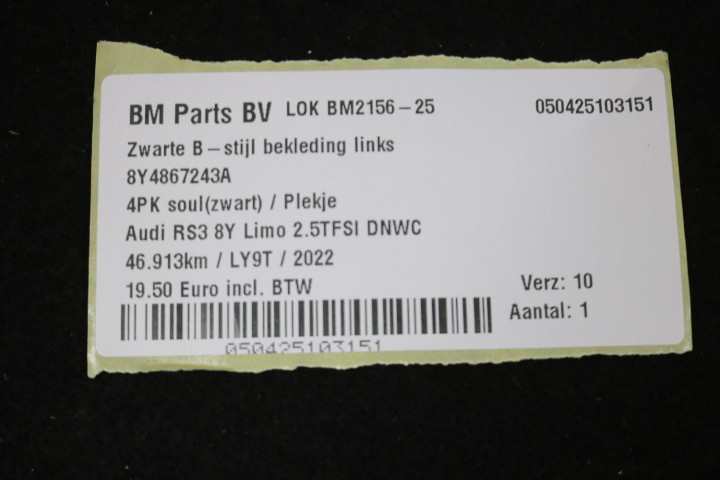 BM Parts BV LOK BM2156-25 050425103151
Zwarte B-stijl bekleding links
8Y4867243A
4PK soul(zwart) / Plekje
Audi RS3 8Y Limo 2.5TFSI DNWC
46.913km / LY9T / 2022
19.50 Euro incl. BTW Verz: 10
Aantal: 1
050425103151